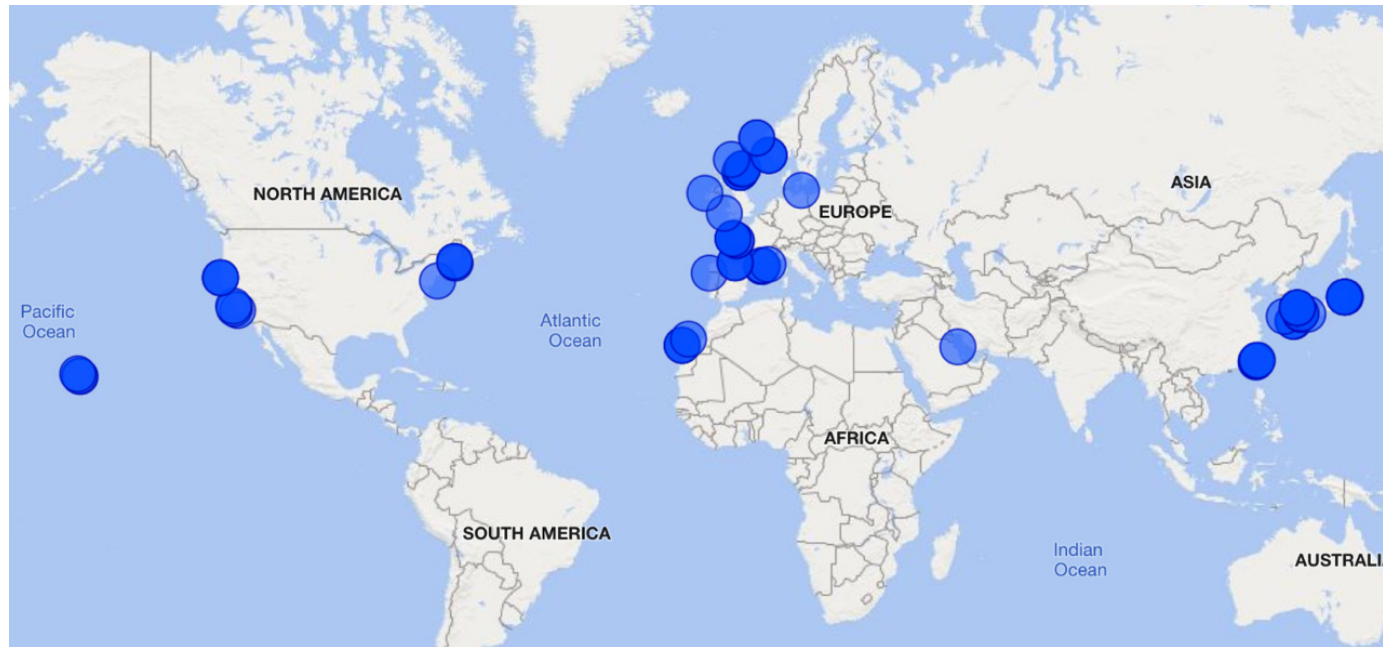 ASIA
NORTH AMERICA
EUROPE
Pacific
Ocean
Atlantic
Ocean
AFRICA
SOUTH AMERICA
Indian
Ocean
AUSTRALI